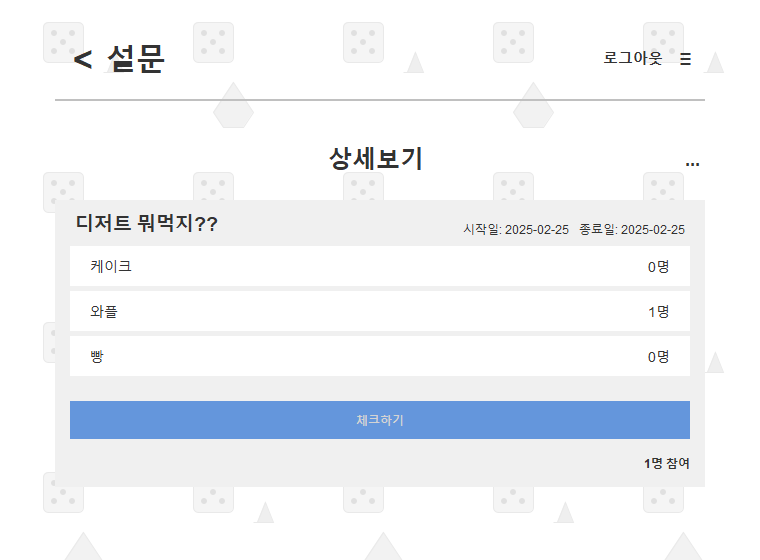 < 설문 로그아웃 ☰
상세보기 ...
디저트 뭐먹지?? 시작일: 2025-02-25 종료일: 2025-02-25
케이크 0명
와플 1명
빵 0명
체크하기
1명 참여